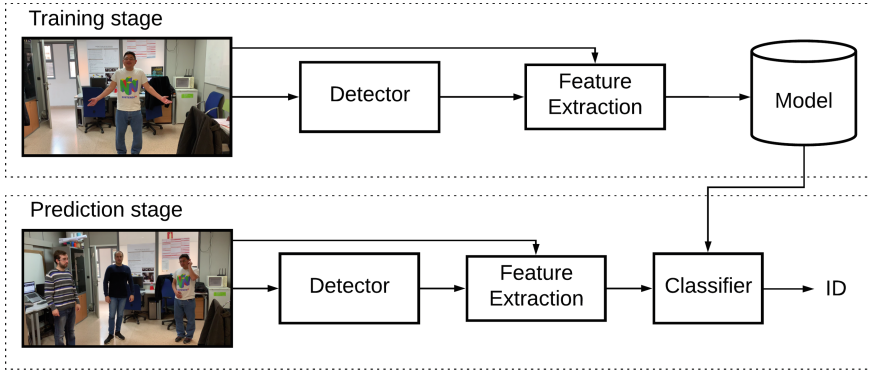 Training stage
Detector
Feature
Extraction
Model
Prediction stage
Detector
Feature
Extraction
Classifier
ID